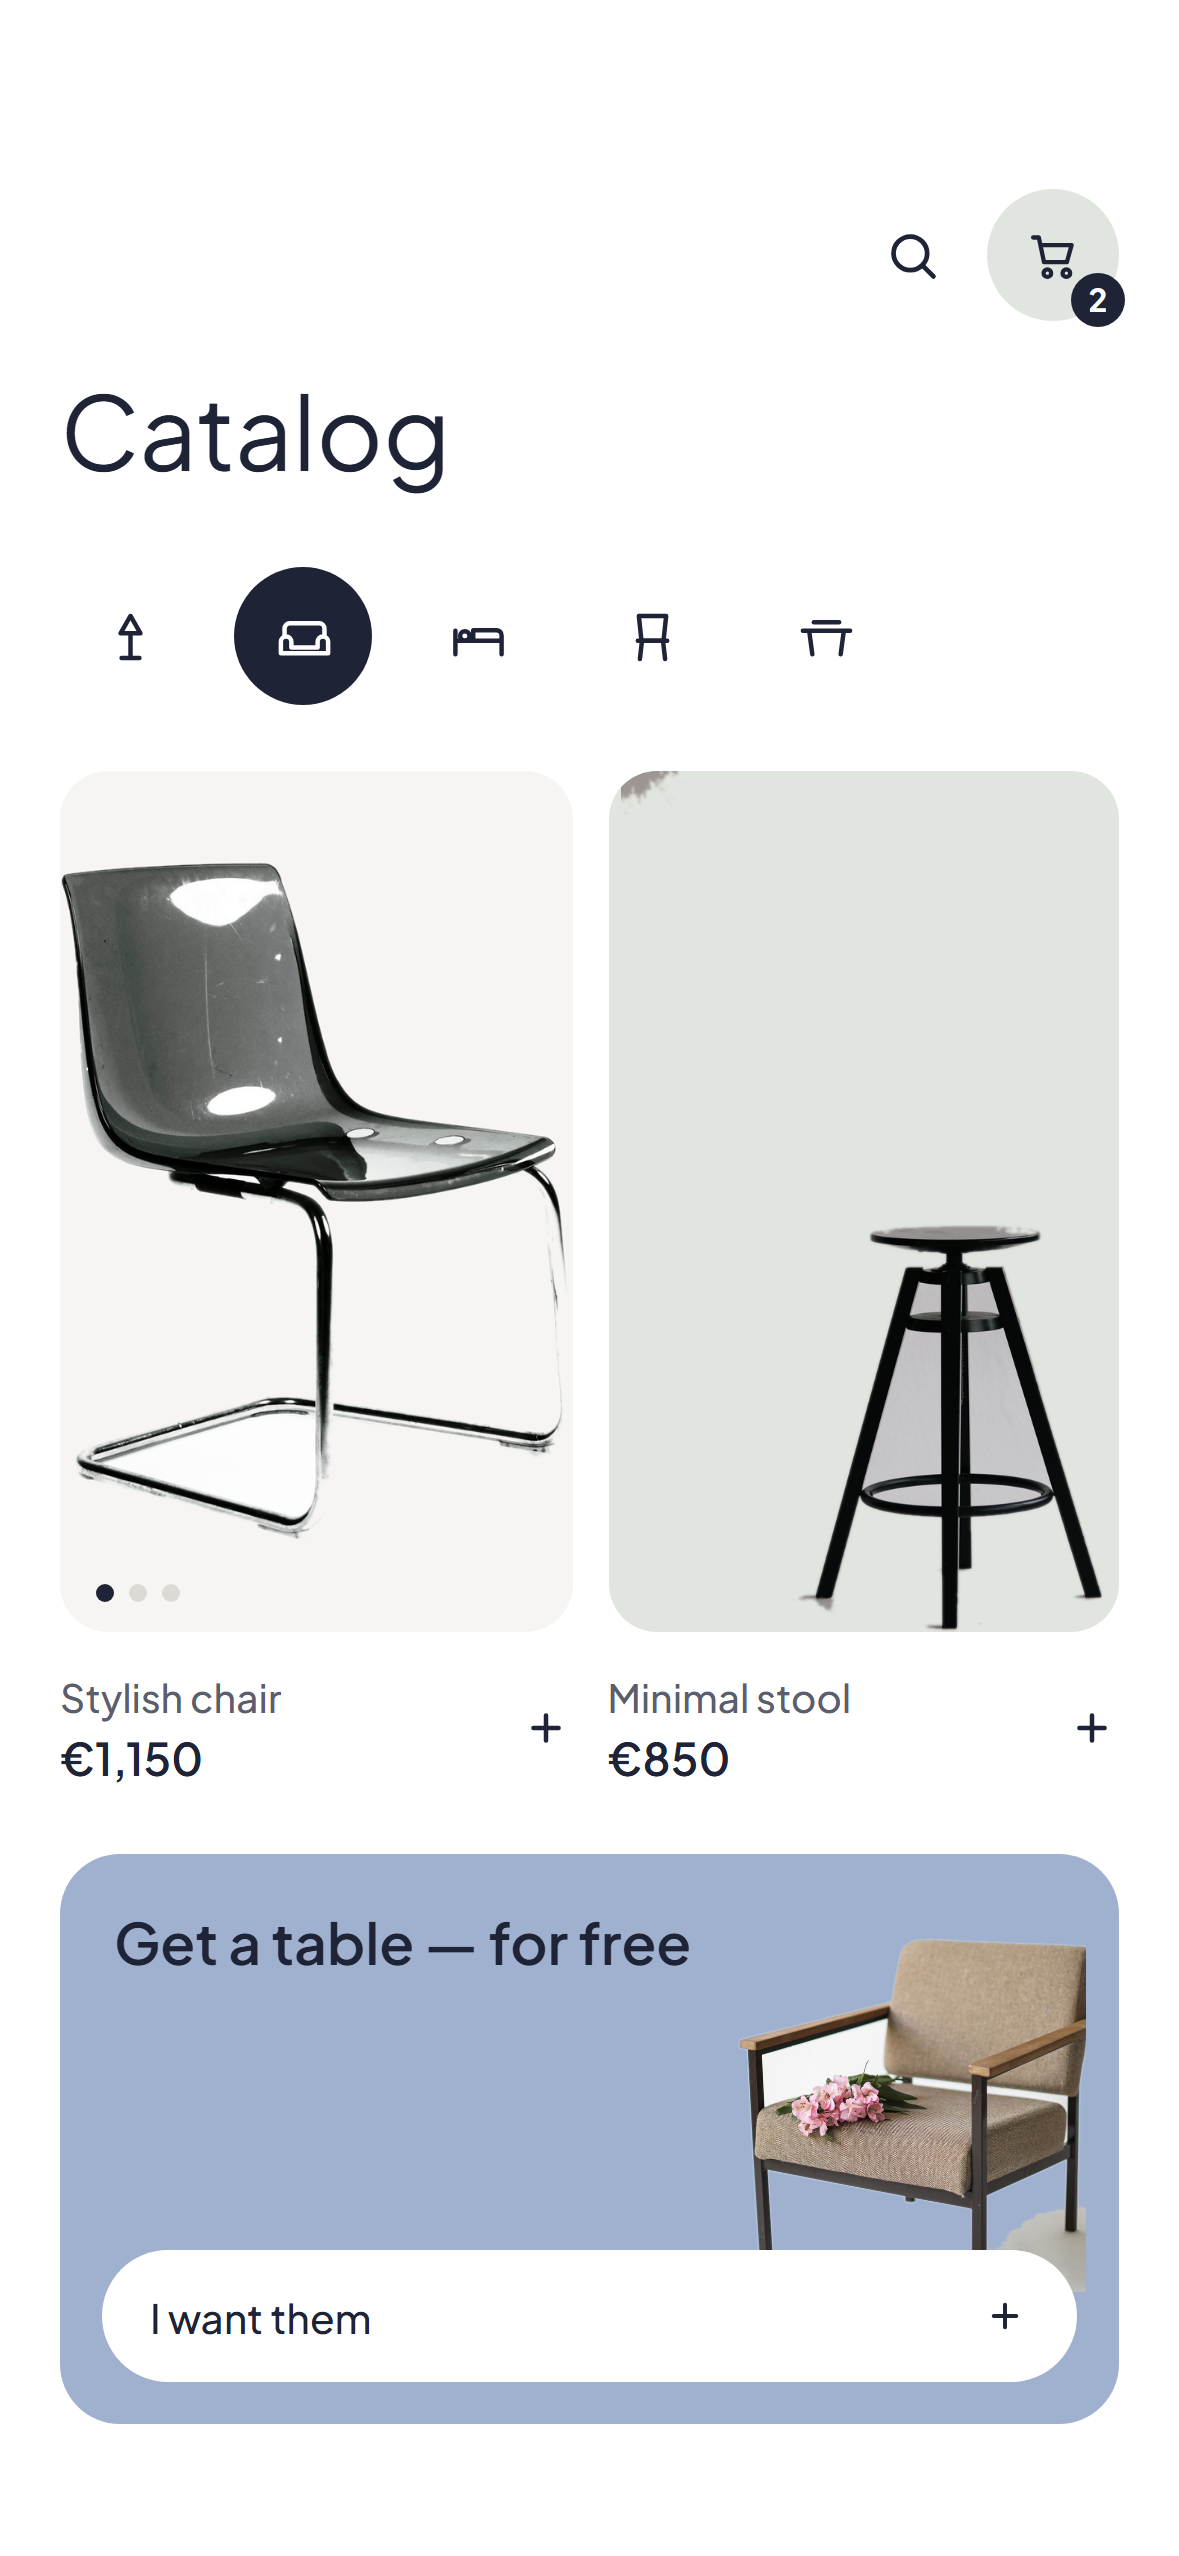 2
Catalog
Stylish chair
€1,150
Minimal stool
€850
Get a table — for free
I want them